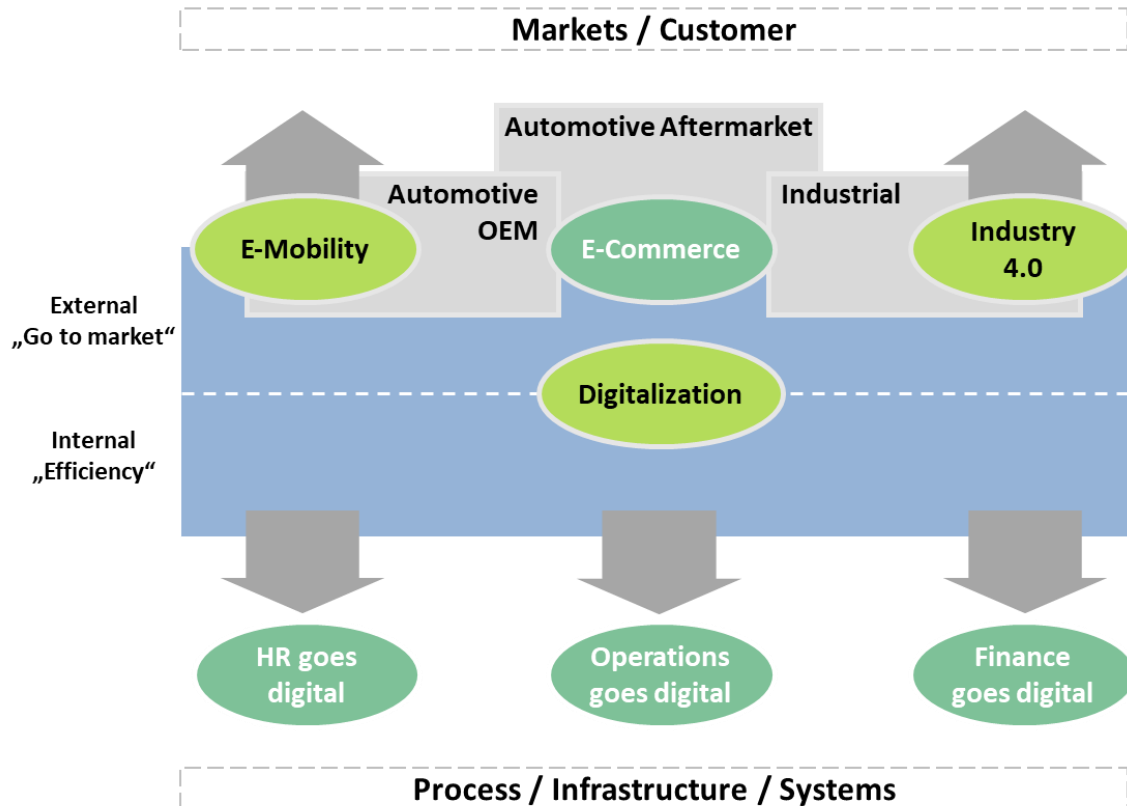 Markets / Customer
Automotive Aftermarket
Automotive
OEM
Industrial
E-Mobility
E-Commerce
Industry
4.0
External
„Go to market“
Digitalization
Internal
„Efficiency“
HR goes
digital
Operations
goes digital
Finance
goes digital
Process / Infrastructure / Systems